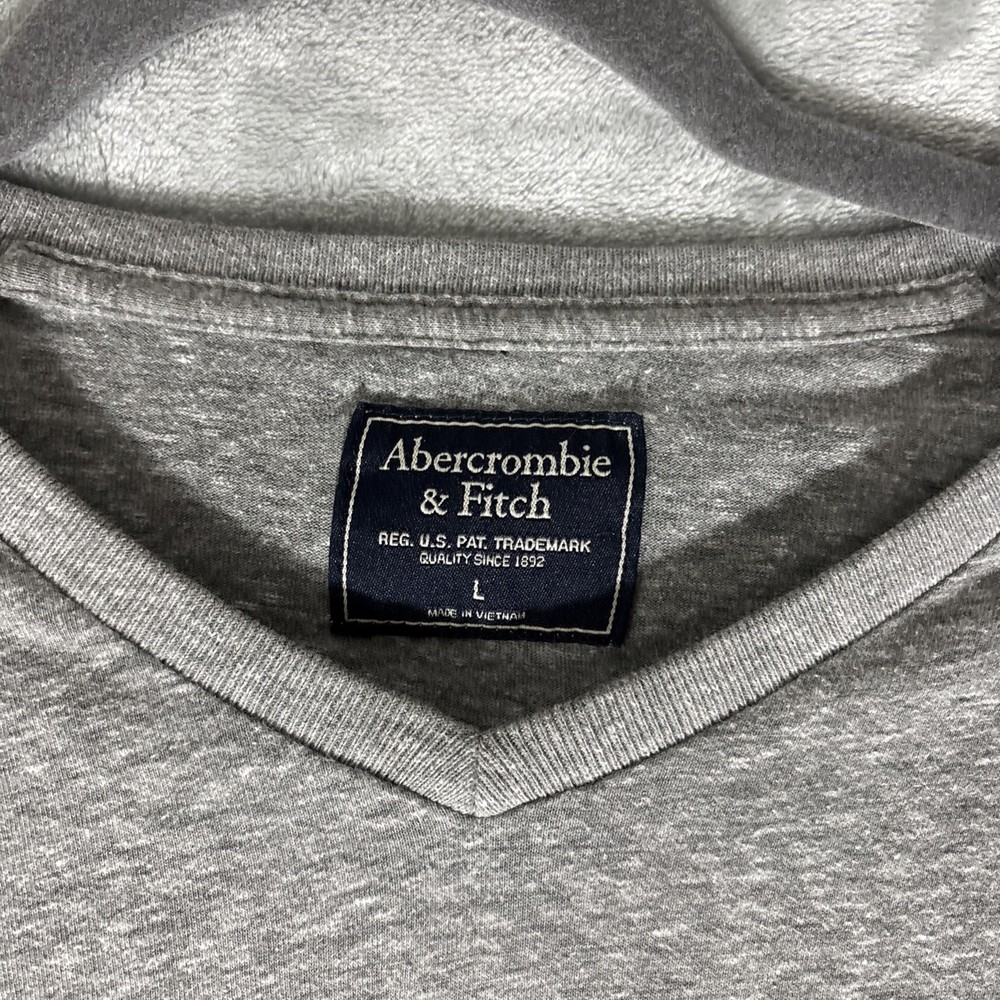 Abercrombie
& Fitch
REG. U.S. PAT. TRADEMARK
QUALITY SINCE 1892
L
MADE IN VIETNAM